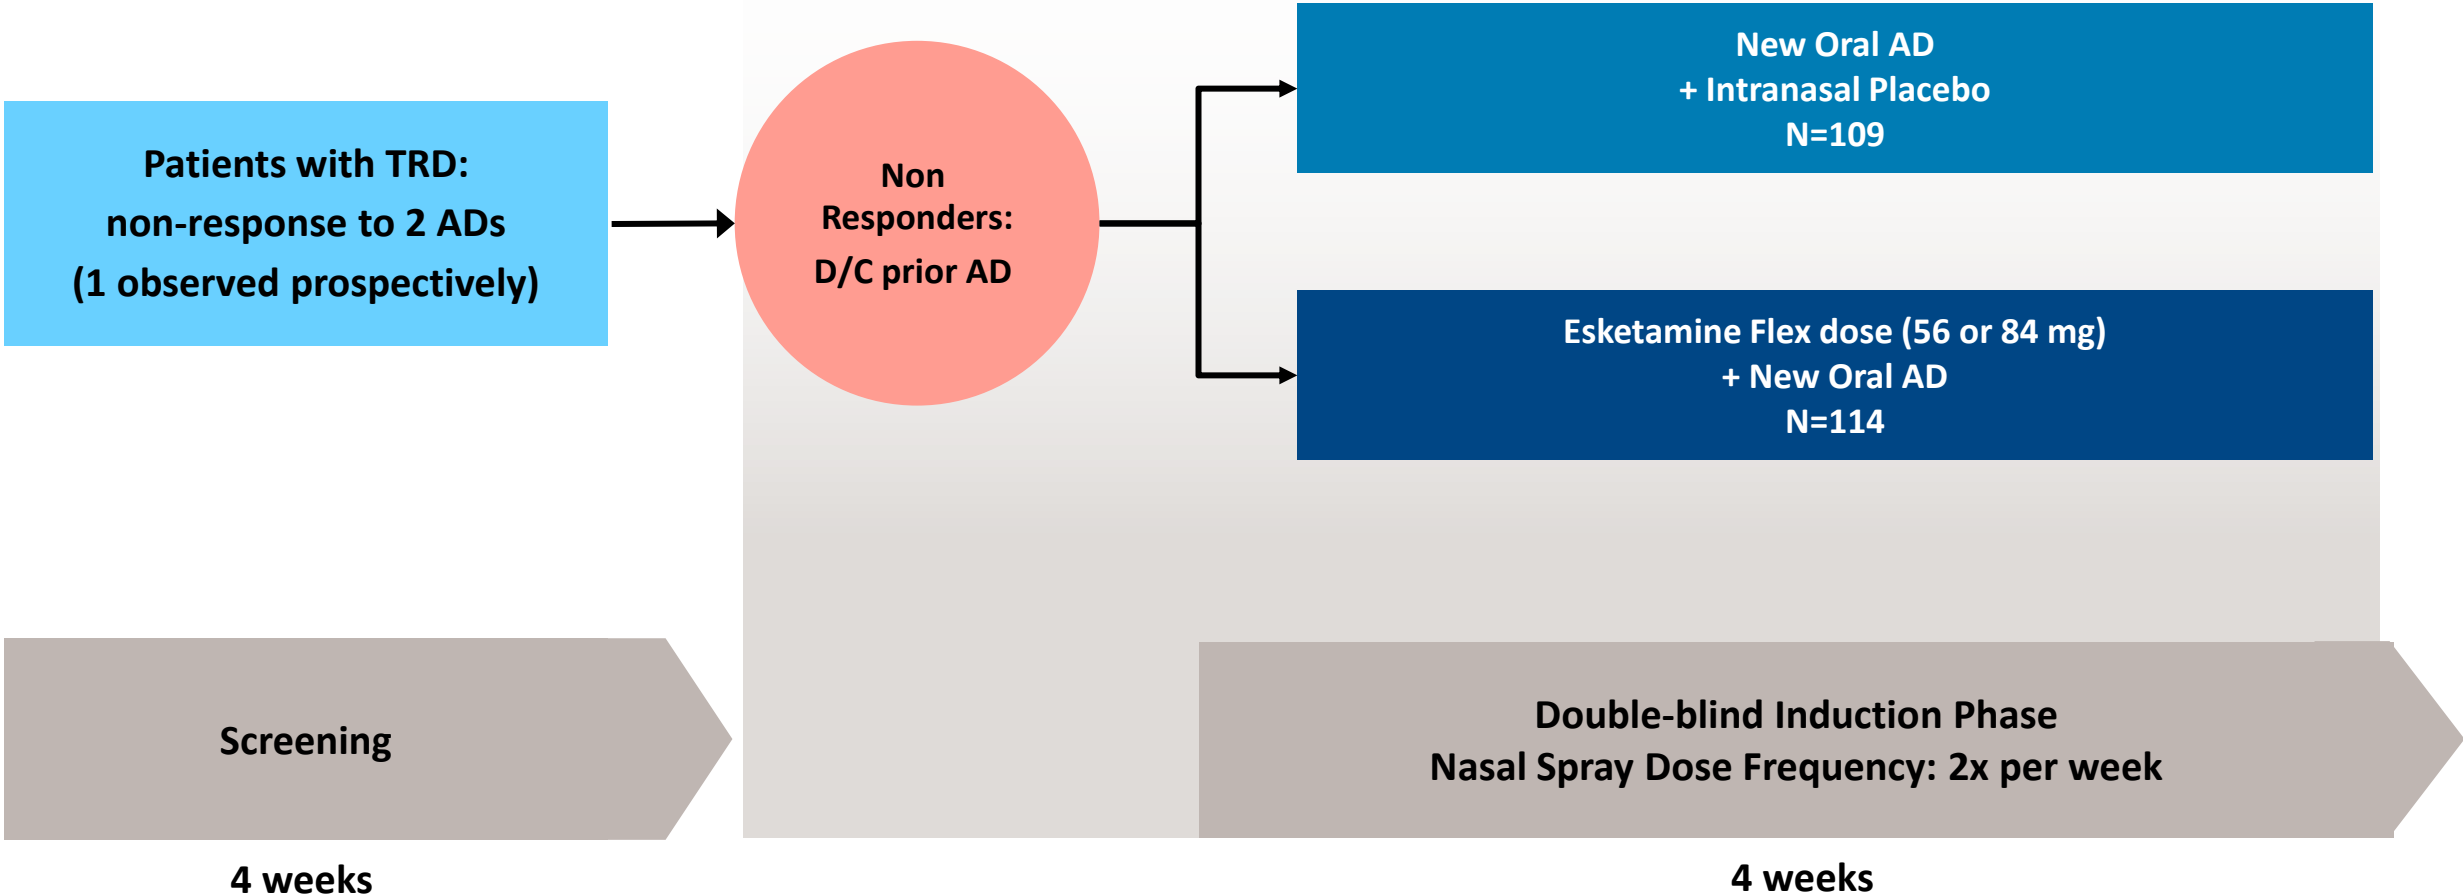 Patients with TRD:
non-response to 2 ADs
(1 observed prospectively)
Non
Responders:
D/C prior AD
New Oral AD
+ Intranasal Placebo
N=109
Esketamine Flex dose (56 or 84 mg)
+ New Oral AD
N=114
Screening
4 weeks
Double-blind Induction Phase
Nasal Spray Dose Frequency: 2x per week
4 weeks